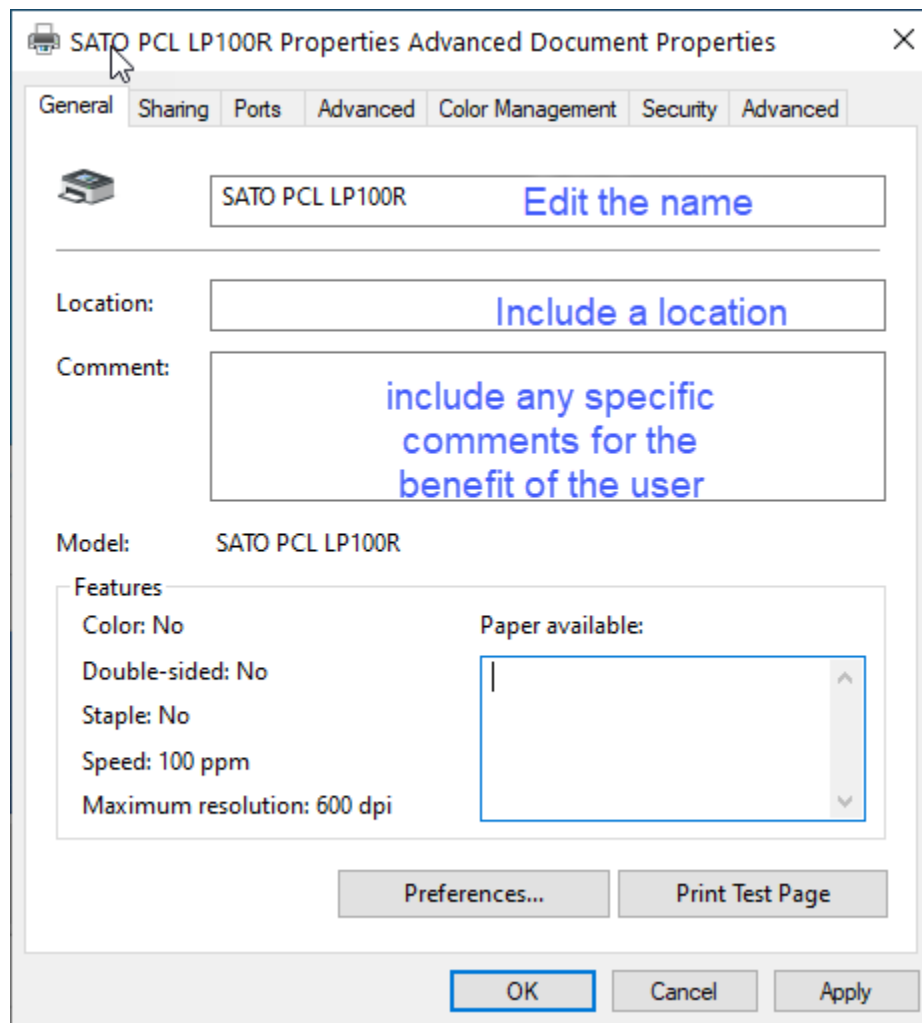 SATO PCL LP100R Properties Advanced Document Properties
General Sharing Ports Advanced Color Management Security Advanced
SATO PCL LP100R Edit the name
Location: Include a location
Comment: include any specific
comments for the
benefit of the user
Model: SATO PCL LP100R
Features
Color: No Paper available:
Double-sided: No
Staple: No
Speed: 100 ppm
Maximum resolution: 600 dpi
Preferences... Print Test Page
OK Cancel Apply